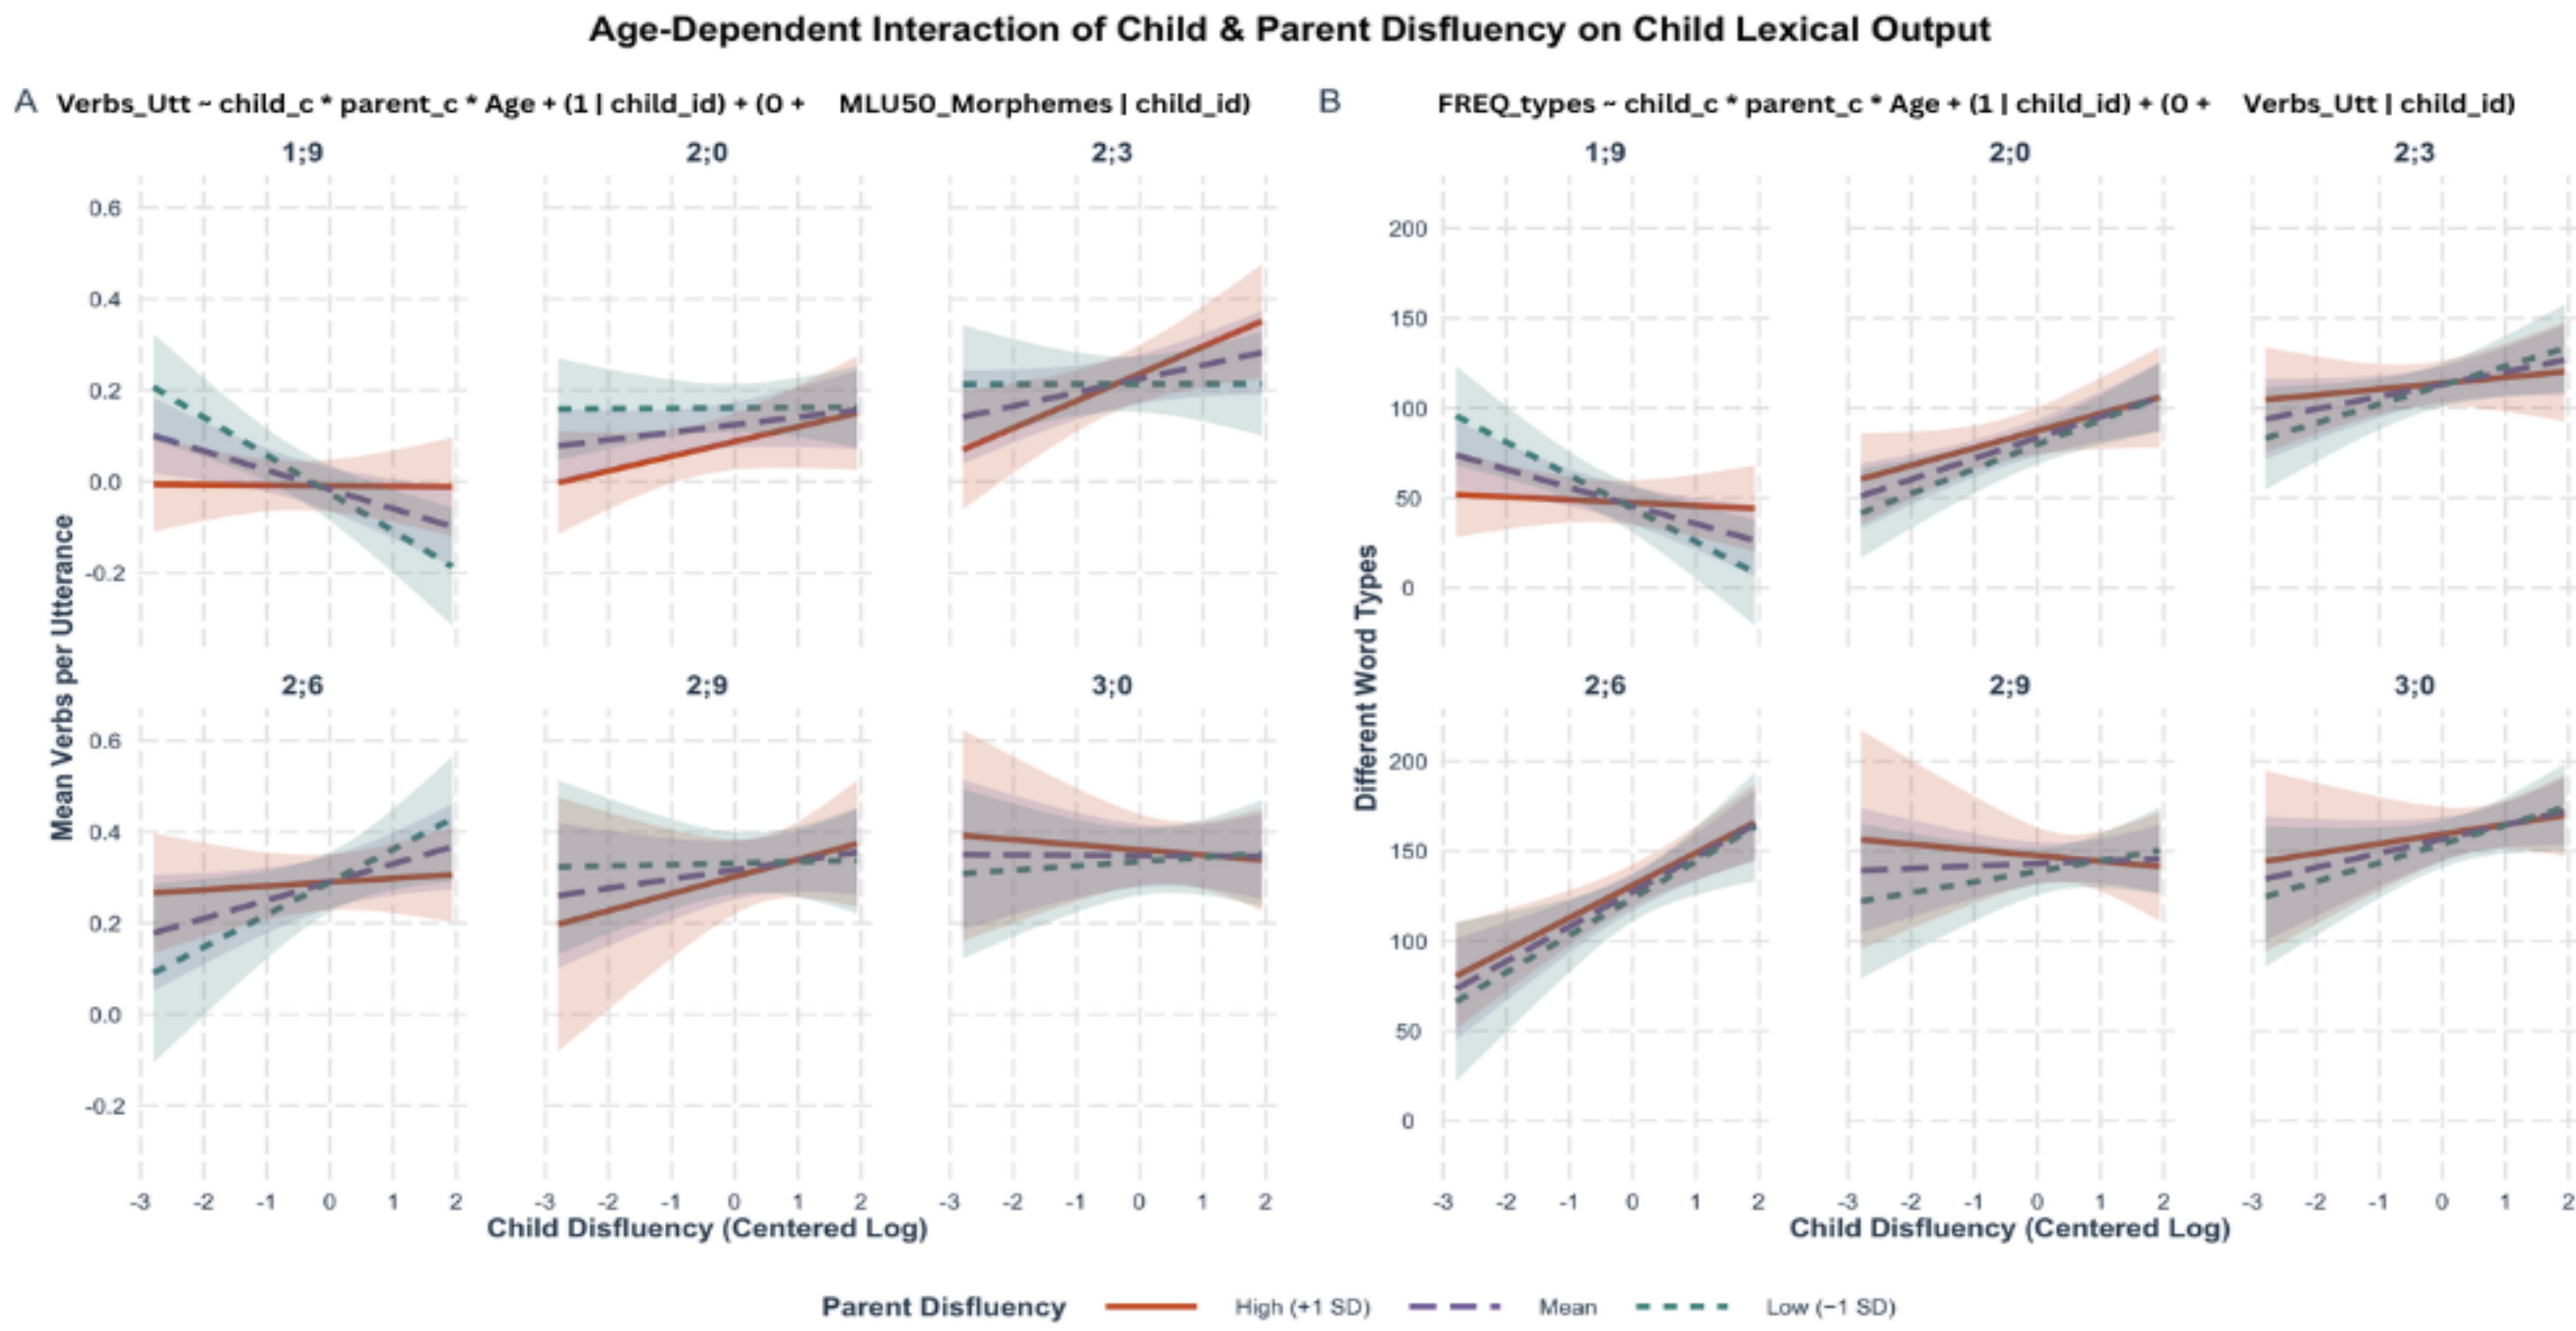 Age-Dependent Interaction of Child & Parent Disfluency on Child Lexical Output
A Verbs_Utt ~ child_c * parent_c * Age + (1 | child_id) + (0 + MLU50_Morphemes | child_id)
1;9 2;0 2;3
0.6
0.4
0.2
0.0
-0.2
Mean Verbs per Utterance
2;6 2;9 3;0
0.6
0.4
0.2
0.0
-0.2
-3 -2 -1 0 1 2 -3 -2 -1 0 1 2 -3 -2 -1 0 1 2
Child Disfluency (Centered Log)
B FREQ_types ~ child_c * parent_c * Age + (1 | child_id) + (0 + Verbs_Utt | child_id)
1;9 2;0 2;3
200
150
100
50
0
Different Word Types
2;6 2;9 3;0
200
150
100
50
0
-3 -2 -1 0 1 2 -3 -2 -1 0 1 2 -3 -2 -1 0 1 2
Child Disfluency (Centered Log)
Parent Disfluency High (+1 SD) Mean Low (−1 SD)